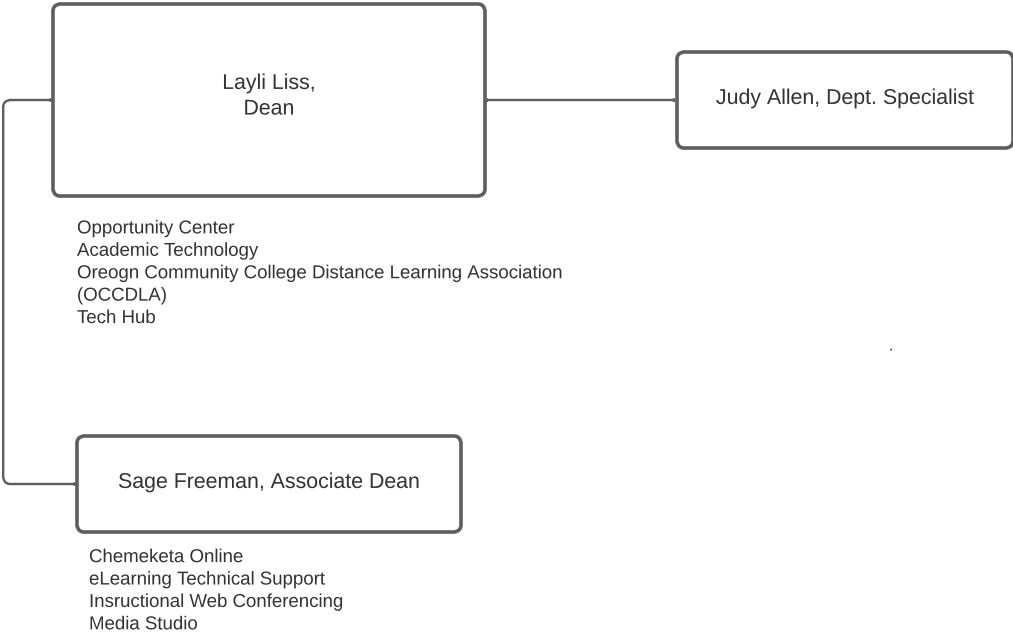 Layli Liss,
Dean
Judy Allen, Dept. Specialist
Opportunity Center
Academic Technology
Oreogn Community College Distance Learning Association
(OCCDLA)
Tech Hub
Sage Freeman, Associate Dean
Chemeketa Online
eLearning Technical Support
Insructional Web Conferencing
Media Studio